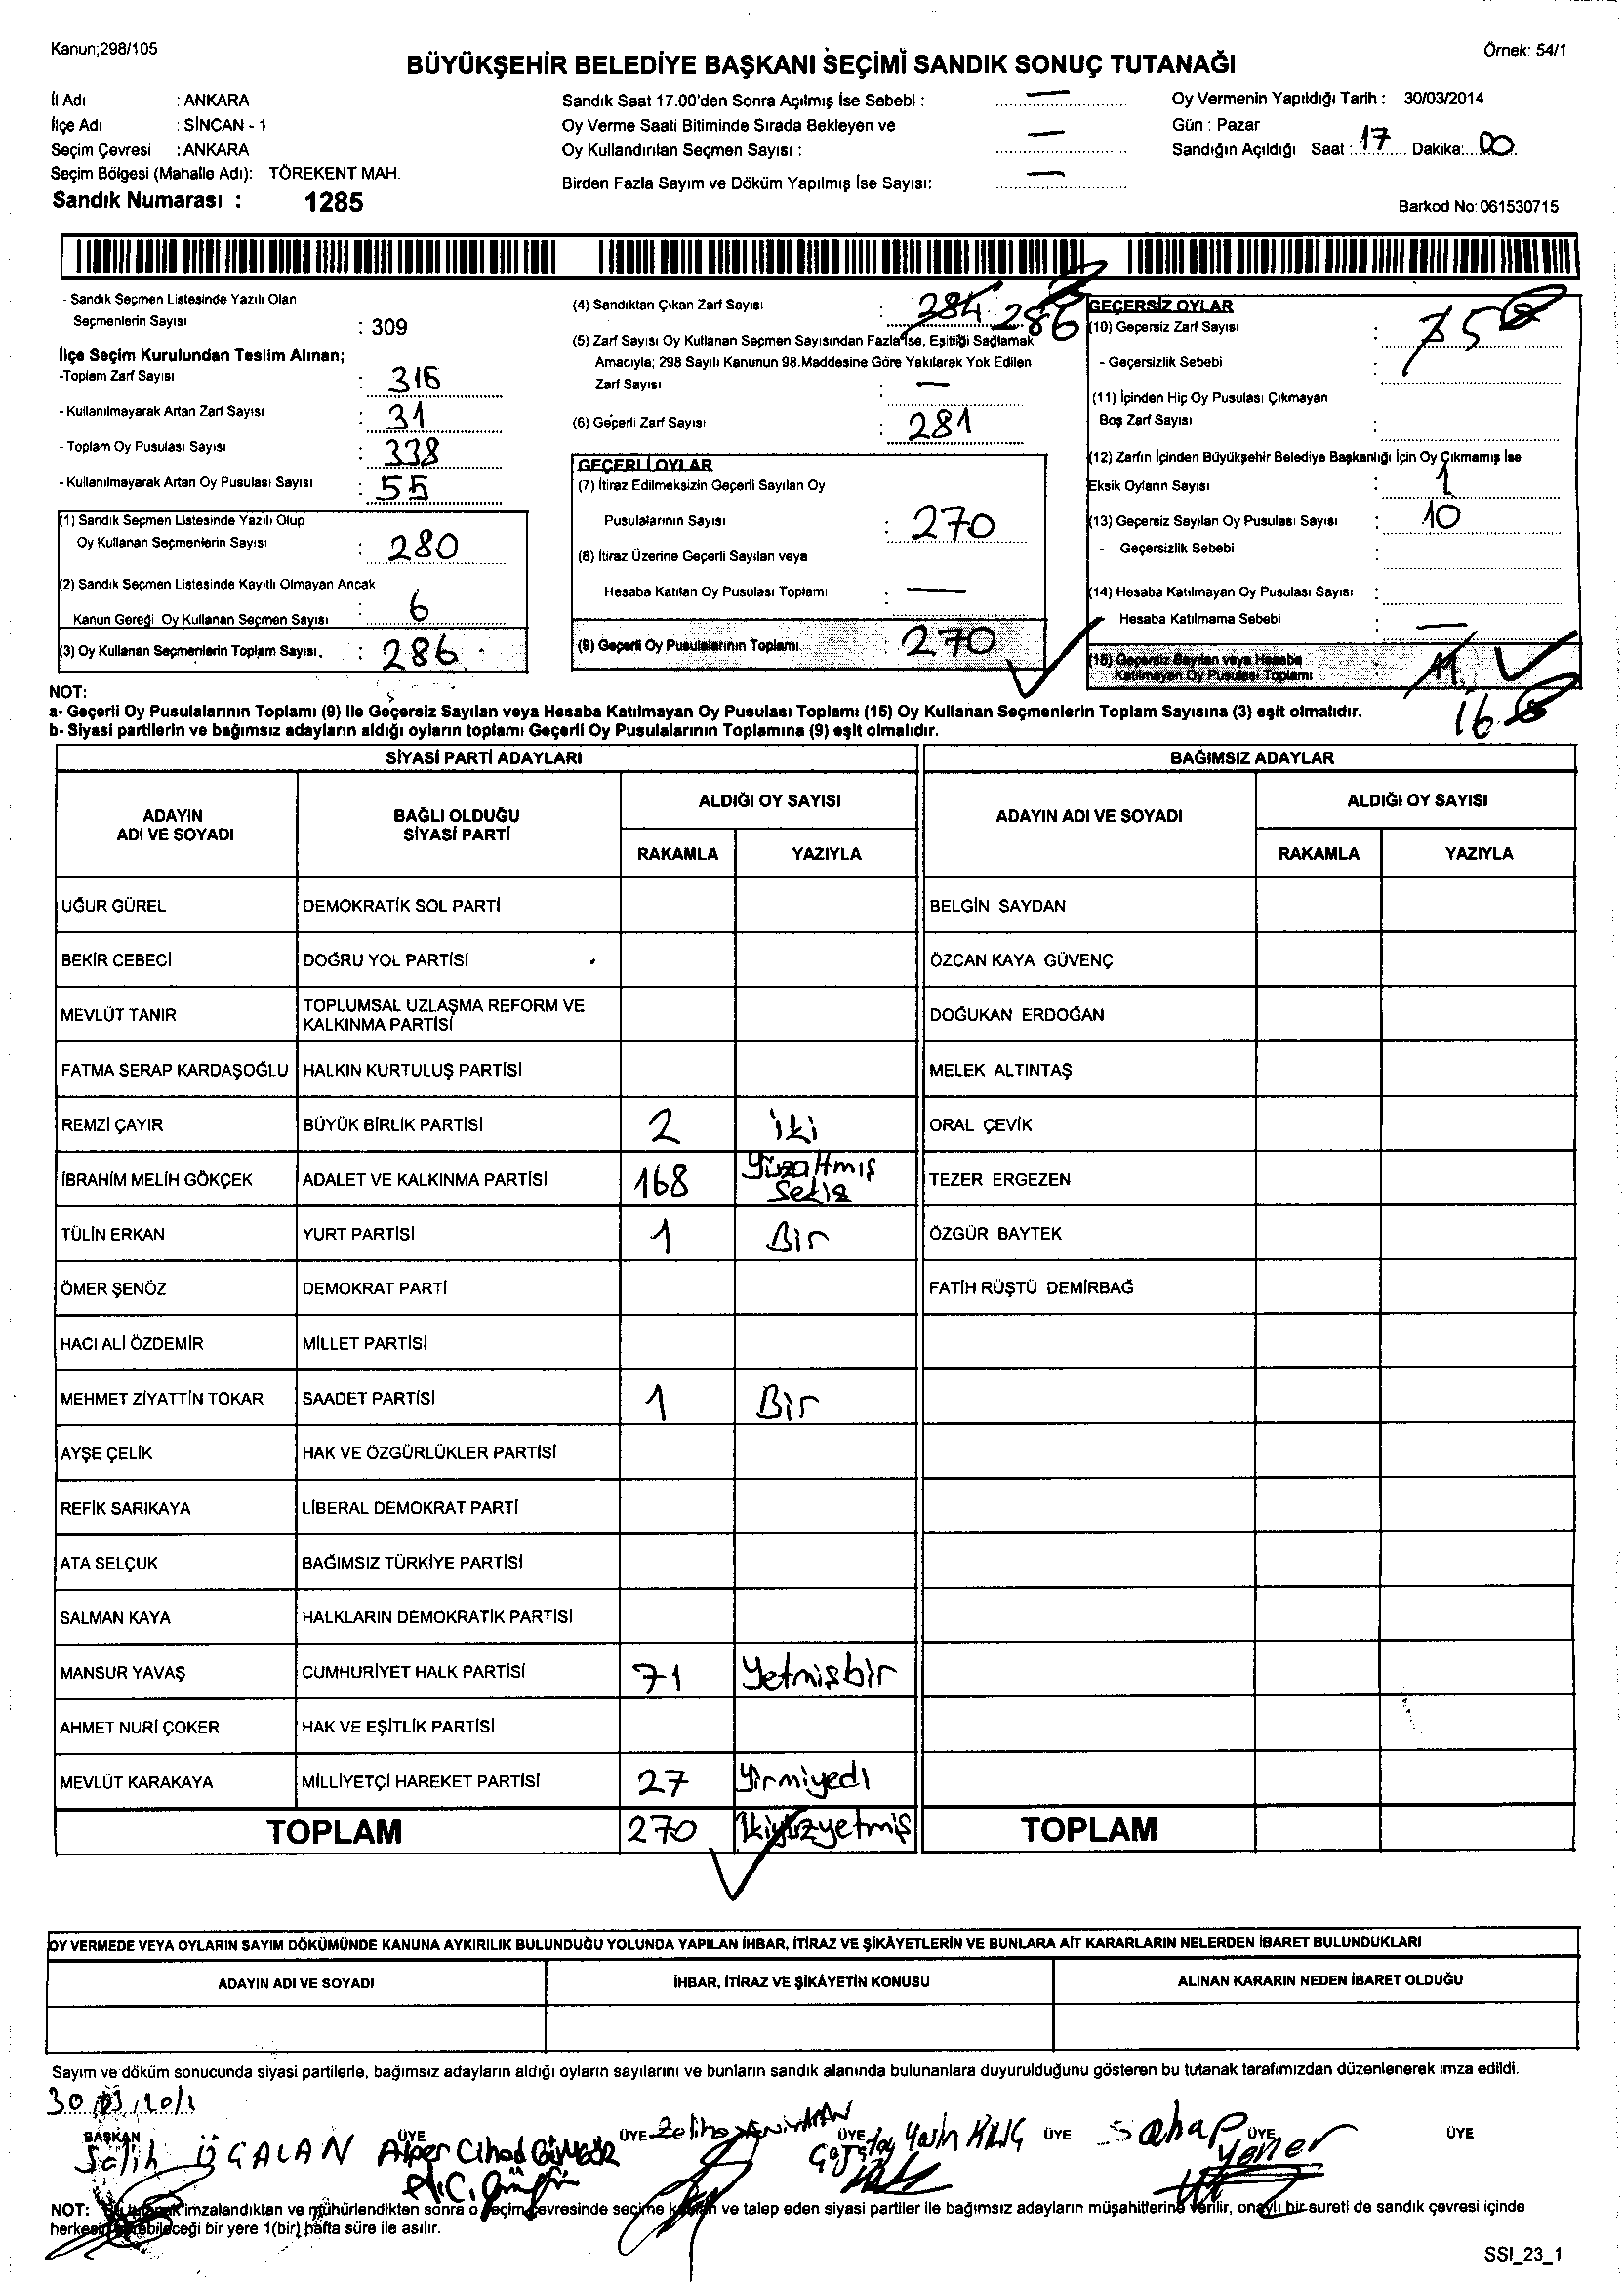 Kanun;298/105
Örnek: 54/1
BÜYÜKŞEHİR BELEDİYE BAŞKANI SEÇİMİ SANDIK SONUÇ TUTANAĞI
İl Adı : ANKARA
İlçe Adı : SİNCAN - 1
Seçim Çevresi : ANKARA
Seçim Bölgesi (Mahalle Adı): TÖREKENT MAH.
Sandık Numarası : 1285
Sandık Saat 17.00'den Sonra Açılmış İse Sebebi : —
Oy Verme Saati Bitiminde Sırada Bekleyen ve
Oy Kullandırılan Seçmen Sayısı : —
Birden Fazla Sayım ve Döküm Yapılmış İse Sayısı: —
Oy Vermenin Yapıldığı Tarih : 30/03/2014
Gün : Pazar
Sandığın Açıldığı Saat : 17 Dakika: 00
Barkod No: 061530715
- Sandık Seçmen Listesinde Yazılı Olan
Seçmenlerin Sayısı : 309
İlçe Seçim Kurulundan Teslim Alınan;
-Toplam Zarf Sayısı : 316
- Kullanılmayarak Artan Zarf Sayısı : 31
- Toplam Oy Pusulası Sayısı : 338
- Kullanılmayarak Artan Oy Pusulası Sayısı : 55
(1) Sandık Seçmen Listesinde Yazılı Olup
Oy Kullanan Seçmenlerin Sayısı : 280
(2) Sandık Seçmen Listesinde Kayıtlı Olmayan Ancak
Kanun Gereği Oy Kullanan Seçmen Sayısı : 6
(3) Oy Kullanan Seçmenlerin Toplam Sayısı. : 286
(4) Sandıktan Çıkan Zarf Sayısı : 284 286
(5) Zarf Sayısı Oy Kullanan Seçmen Sayısından Fazla İse, Eşitliği Sağlamak
Amacıyla; 298 Sayılı Kanunun 98.Maddesine Göre Yakılarak Yok Edilen
Zarf Sayısı : —
(6) Geçerli Zarf Sayısı : 281
GEÇERLİ OYLAR
(7) İtiraz Edilmeksizin Geçerli Sayılan Oy
Pusulalarının Sayısı : 270
(8) İtiraz Üzerine Geçerli Sayılan veya
Hesaba Katılan Oy Pusulası Toplamı : —
(9) Geçerli Oy Pusulalarının Toplamı : 270
GEÇERSİZ OYLAR
(10) Geçersiz Zarf Sayısı : 5
- Geçersizlik Sebebi :
(11) İçinden Hiç Oy Pusulası Çıkmayan
Boş Zarf Sayısı :
(12) Zarfın İçinden Büyükşehir Belediye Başkanlığı İçin Oy Çıkmamış İse
Eksik Oyların Sayısı : 1
(13) Geçersiz Sayılan Oy Pusulası Sayısı : 10
- Geçersizlik Sebebi :
(14) Hesaba Katılmayan Oy Pusulası Sayısı :
Hesaba Katılmama Sebebi : —
(15) Geçersiz Sayılan veya Hesaba
Katılmayan Oy Pusulası Toplamı : 11
16
NOT:
a- Geçerli Oy Pusulalarının Toplamı (9) İle Geçersiz Sayılan veya Hesaba Katılmayan Oy Pusulası Toplamı (15) Oy Kullanan Seçmenlerin Toplam Sayısına (3) eşit olmalıdır.
b- Siyasi partilerin ve bağımsız adayların aldığı oyların toplamı Geçerli Oy Pusulalarının Toplamına (9) eşit olmalıdır.
SİYASİ PARTİ ADAYLARI BAĞIMSIZ ADAYLAR
ADAYIN ADI VE SOYADI BAĞLI OLDUĞU SİYASİ PARTİ ALDIĞI OY SAYISI ADAYIN ADI VE SOYADI ALDIĞI OY SAYISI
RAKAMLA YAZIYLA RAKAMLA YAZIYLA
UĞUR GÜREL DEMOKRATİK SOL PARTİ BELGİN SAYDAN
BEKİR CEBECİ DOĞRU YOL PARTİSİ ÖZCAN KAYA GÜVENÇ
MEVLÜT TANIR TOPLUMSAL UZLAŞMA REFORM VE KALKINMA PARTİSİ DOĞUKAN ERDOĞAN
FATMA SERAP KARDAŞOĞLU HALKIN KURTULUŞ PARTİSİ MELEK ALTINTAŞ
REMZİ ÇAYIR BÜYÜK BİRLİK PARTİSİ 2 iki ORAL ÇEVİK
İBRAHİM MELİH GÖKÇEK ADALET VE KALKINMA PARTİSİ 168 Yüzaltmış Sekiz TEZER ERGEZEN
TÜLİN ERKAN YURT PARTİSİ 1 Bir ÖZGÜR BAYTEK
ÖMER ŞENÖZ DEMOKRAT PARTİ FATİH RÜŞTÜ DEMİRBAĞ
HACI ALİ ÖZDEMİR MİLLET PARTİSİ
MEHMET ZİYATTİN TOKAR SAADET PARTİSİ 1 Bir
AYŞE ÇELİK HAK VE ÖZGÜRLÜKLER PARTİSİ
REFİK SARIKAYA LİBERAL DEMOKRAT PARTİ
ATA SELÇUK BAĞIMSIZ TÜRKİYE PARTİSİ
SALMAN KAYA HALKLARIN DEMOKRATİK PARTİSİ
MANSUR YAVAŞ CUMHURİYET HALK PARTİSİ 71 Yetmişbir
AHMET NURİ ÇOKER HAK VE EŞİTLİK PARTİSİ
MEVLÜT KARAKAYA MİLLİYETÇİ HAREKET PARTİSİ 27 Yirmiyedi
TOPLAM 270 İkiyüzyetmiş TOPLAM
OY VERMEDE VEYA OYLARIN SAYIM DÖKÜMÜNDE KANUNA AYKIRILIK BULUNDUĞU YOLUNDA YAPILAN İHBAR, İTİRAZ VE ŞİKÂYETLERİN VE BUNLARA AİT KARARLARIN NELERDEN İBARET BULUNDUKLARI
ADAYIN ADI VE SOYADI İHBAR, İTİRAZ VE ŞİKÂYETİN KONUSU ALINAN KARARIN NEDEN İBARET OLDUĞU
Sayım ve döküm sonucunda siyasi partilerle, bağımsız adayların aldığı oyların sayılarını ve bunların sandık alanında bulunanlara duyurulduğunu gösteren bu tutanak tarafımızdan düzenlenerek imza edildi.
BAŞKAN ÜYE ÜYE ÜYE ÜYE ÜYE ÜYE
Salih ÖCALAN Alper Cihad Zeliha Yasin KILIÇ Sahap Yener
NOT: imzalandıktan ve mühürlendikten sonra o seçim çevresinde seçime ve talep eden siyasi partiler ile bağımsız adayların müşahitlerine verilir, onaylı bir sureti de sandık çevresi içinde
bir yere 1(bir) hafta süre ile asılır.
SSI_23_1